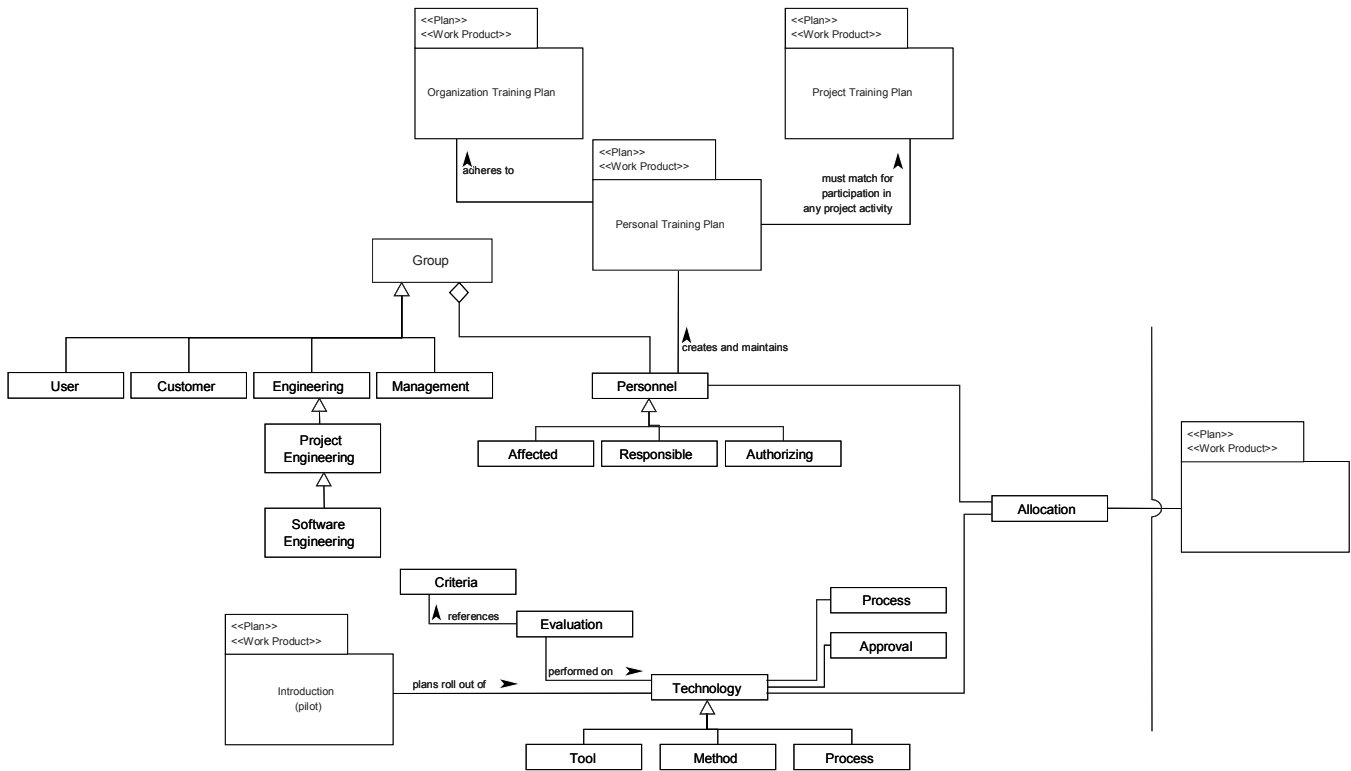 <<Plan>>
<<Work Product>>
Organization Training Plan
<<Plan>>
<<Work Product>>
Project Training Plan
adheres to
<<Plan>>
<<Work Product>>
Personal Training Plan
must match for
participation in
any project activity
Group
creates and maintains
User
Customer
Engineering
Management
Personnel
Project
Engineering
Affected
Responsible
Authorizing
<<Plan>>
<<Work Product>>
Allocation
Software
Engineering
Criteria
references
Evaluation
Process
Approval
<<Plan>>
<<Work Product>>
Introduction
(pilot)
plans roll out of
performed on
Technology
Tool
Method
Process